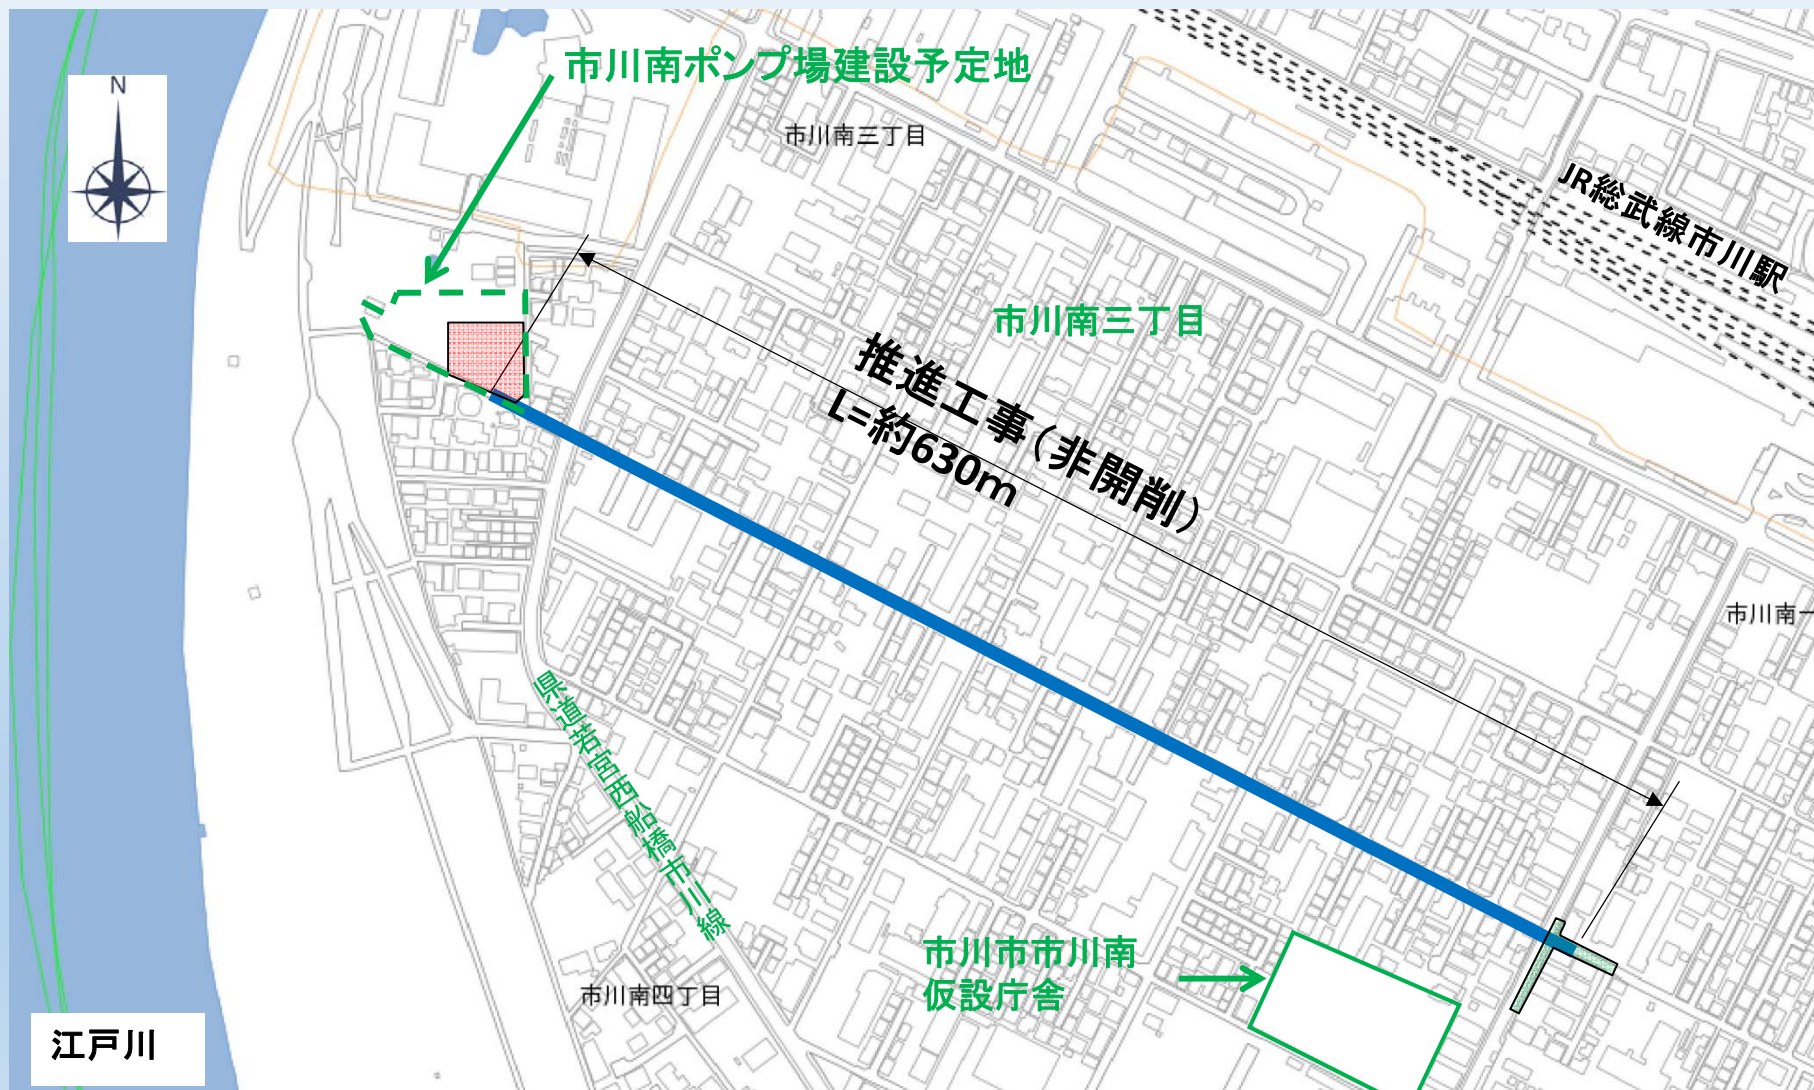 市川南ポンプ場建設予定地
N
市川南三丁目
JR総武線市川駅
市川南三丁目
推進工事（非開削）
L=約630m
市川南一
県道若宮西船橋市川線
市川市市川南
仮設庁舎
市川南四丁目
江戸川